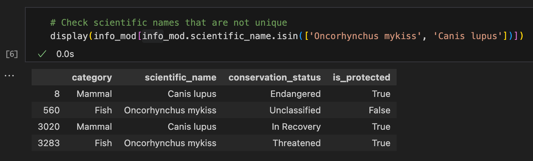 # Check scientific names that are not unique
display(info_mod[info_mod.scientific_name.isin(['Oncorhynchus mykiss', 'Canis lupus'])])
[6]
0.0s
...
category scientific_name conservation_status is_protected
8 Mammal Canis lupus Endangered True
560 Fish Oncorhynchus mykiss Unclassified False
3020 Mammal Canis lupus In Recovery True
3283 Fish Oncorhynchus mykiss Threatened True